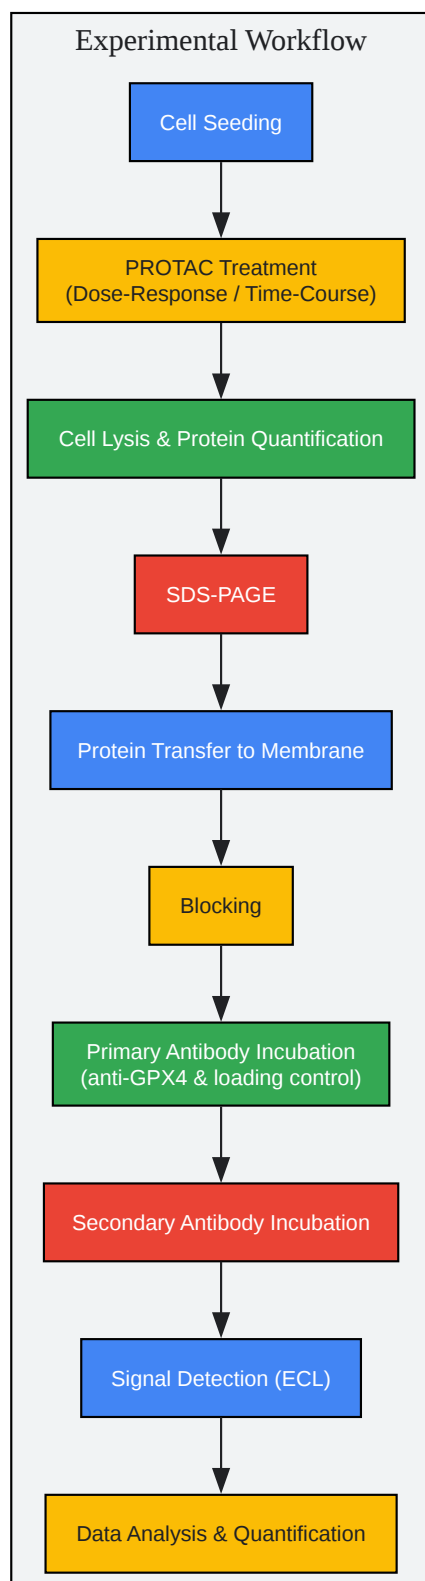 Experimental Workflow
Cell Seeding
PROTAC Treatment
(Dose-Response / Time-Course)
Cell Lysis & Protein Quantification
SDS-PAGE
Protein Transfer to Membrane
Blocking
Primary Antibody Incubation
(anti-GPX4 & loading control)
Secondary Antibody Incubation
Signal Detection (ECL)
Data Analysis & Quantification